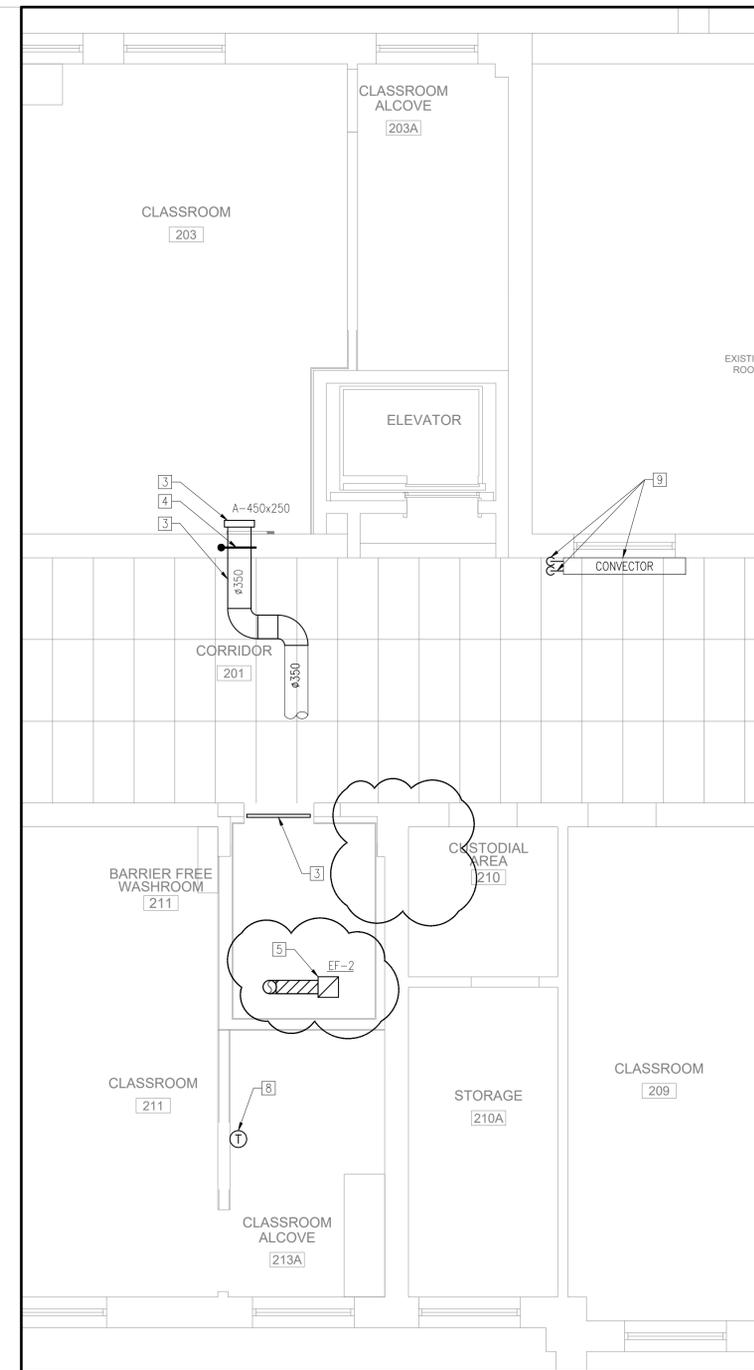 CLASSROOM
ALCOVE
203A
CLASSROOM
203
EXISTI
ROO
ELEVATOR
3
4
3
A-450x250
9
CONVECTOR
ø350
CORRIDOR
201
ø350
BARRIER FREE
WASHROOM
211
3
CUSTODIAL
AREA
210
5
EF-2
S
CLASSROOM
211
8
T
STORAGE
210A
CLASSROOM
209
CLASSROOM
ALCOVE
213A